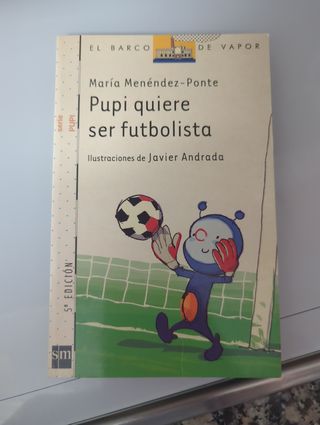 EL BARCO DE VAPOR
María Menéndez-Ponte
Pupi quiere
ser futbolista
Ilustraciones de Javier Andrada
serie PUPI
5ª EDICIÓN
sm